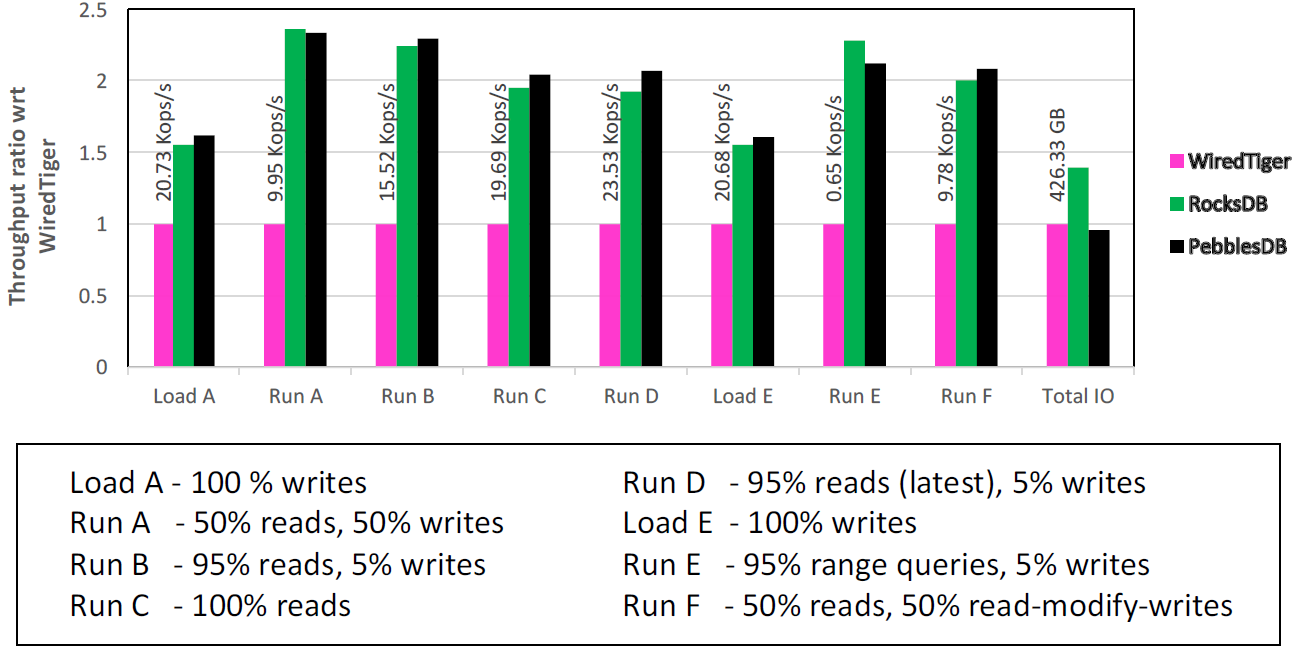 2.5
2
1.5
1
0.5
0
Throughput ratio wrt
WiredTiger
20.73 Kops/s
9.95 Kops/s
15.52 Kops/s
19.69 Kops/s
23.53 Kops/s
20.68 Kops/s
0.65 Kops/s
9.78 Kops/s
426.33 GB
Load A Run A Run B Run C Run D Load E Run E Run F Total IO
WiredTiger
RocksDB
PebblesDB
Load A - 100 % writes
Run A - 50% reads, 50% writes
Run B - 95% reads, 5% writes
Run C - 100% reads
Run D - 95% reads (latest), 5% writes
Load E - 100% writes
Run E - 95% range queries, 5% writes
Run F - 50% reads, 50% read-modify-writes